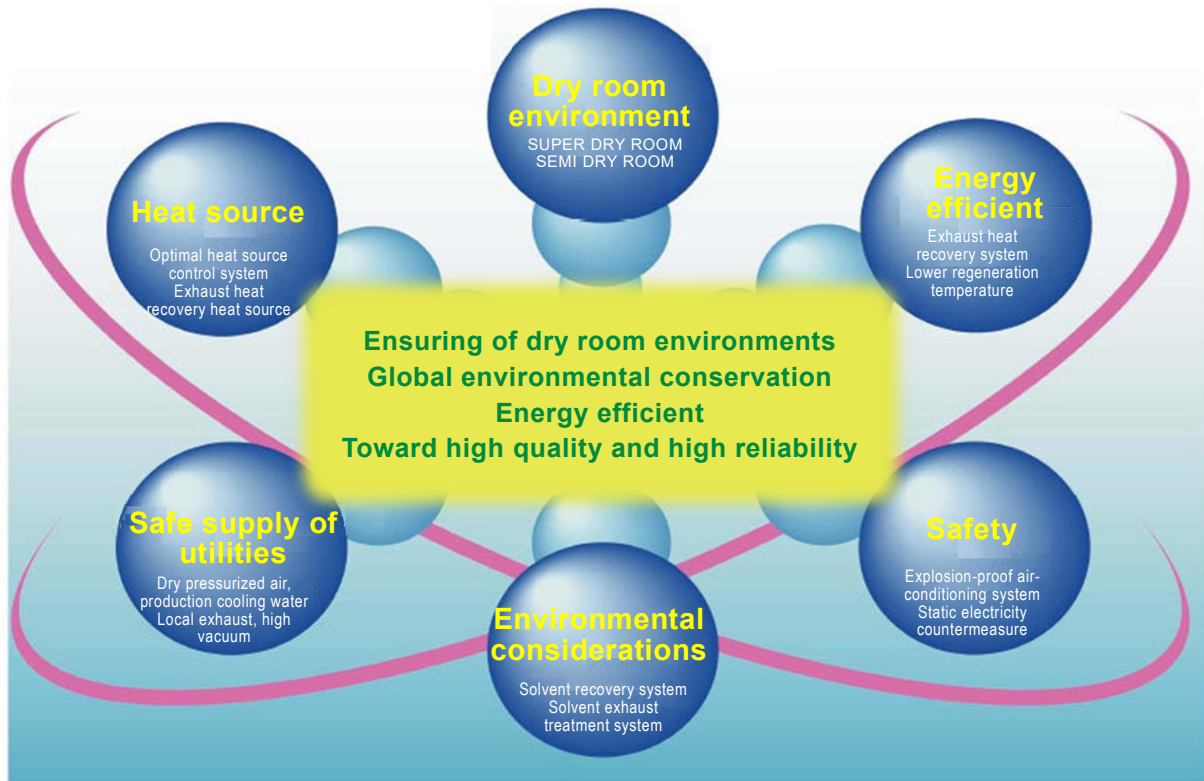 Dry room
environment
SUPER DRY ROOM
SEMI DRY ROOM
Heat source
Optimal heat source
control system
Exhaust heat
recovery heat source
Energy
efficient
Exhaust heat
recovery system
Lower regeneration
temperature
Ensuring of dry room environments
Global environmental conservation
Energy efficient
Toward high quality and high reliability
Safe supply of
utilities
Dry pressurized air,
production cooling water
Local exhaust, high
vacuum
Environmental
considerations
Solvent recovery system
Solvent exhaust
treatment system
Safety
Explosion-proof air-
conditioning system
Static electricity
countermeasure